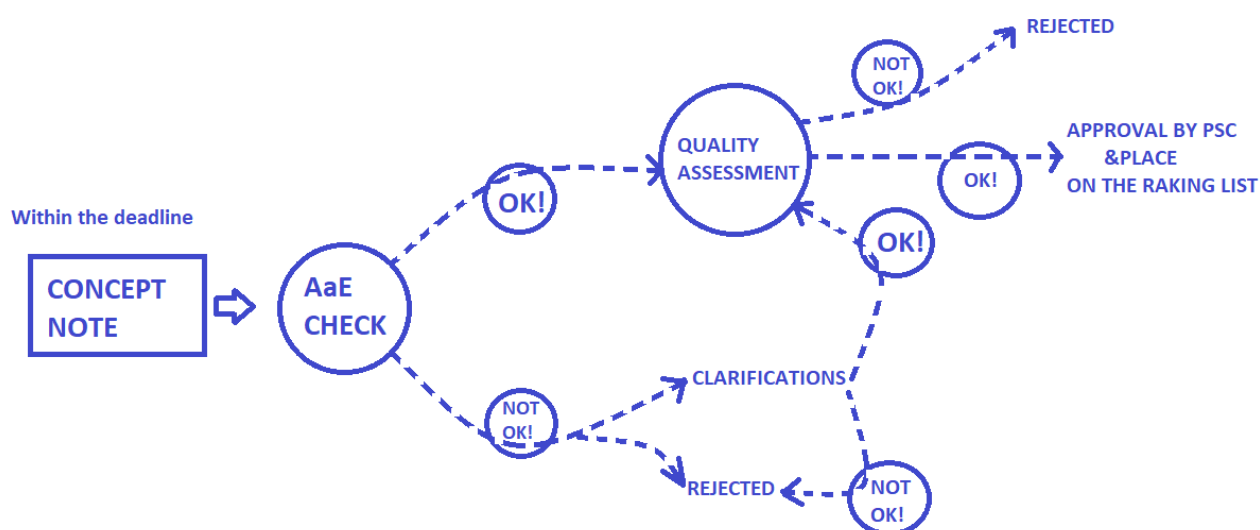 Within the deadline
CONCEPT
NOTE
AaE
CHECK
OK!
NOT
OK!
CLARIFICATIONS
REJECTED
OK!
NOT
OK!
QUALITY
ASSESSMENT
NOT
OK!
REJECTED
OK!
APPROVAL BY PSC
&PLACE
ON THE RAKING LIST